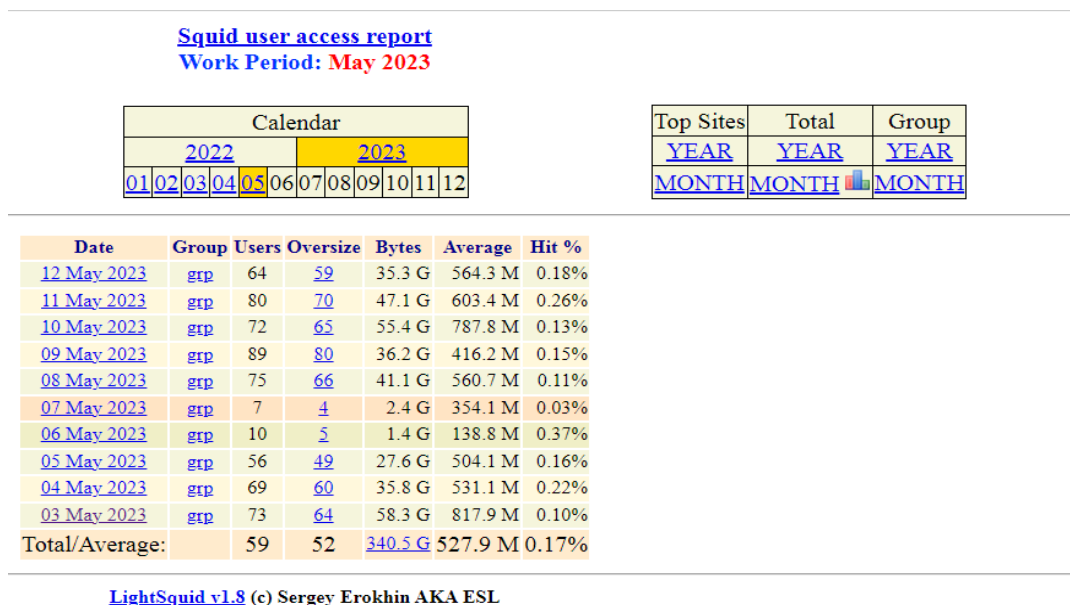 Squid user access report
Work Period: May 2023
Calendar
2022 2023
01 02 03 04 05 06 07 08 09 10 11 12
Top Sites Total Group
YEAR YEAR YEAR
MONTH MONTH MONTH
Date Group Users Oversize Bytes Average Hit %
12 May 2023 grp 64 59 35.3 G 564.3 M 0.18%
11 May 2023 grp 80 70 47.1 G 603.4 M 0.26%
10 May 2023 grp 72 65 55.4 G 787.8 M 0.13%
09 May 2023 grp 89 80 36.2 G 416.2 M 0.15%
08 May 2023 grp 75 66 41.1 G 560.7 M 0.11%
07 May 2023 grp 7 4 2.4 G 354.1 M 0.03%
06 May 2023 grp 10 5 1.4 G 138.8 M 0.37%
05 May 2023 grp 56 49 27.6 G 504.1 M 0.16%
04 May 2023 grp 69 60 35.8 G 531.1 M 0.22%
03 May 2023 grp 73 64 58.3 G 817.9 M 0.10%
Total/Average: 59 52 340.5 G 527.9 M 0.17%
LightSquid v1.8 (c) Sergey Erokhin AKA ESL